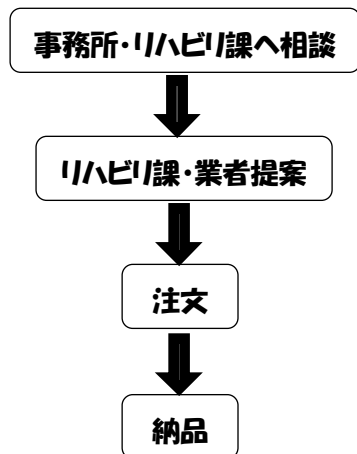 事務所・リハビリ課へ相談
リハビリ課・業者提案
注文
納品